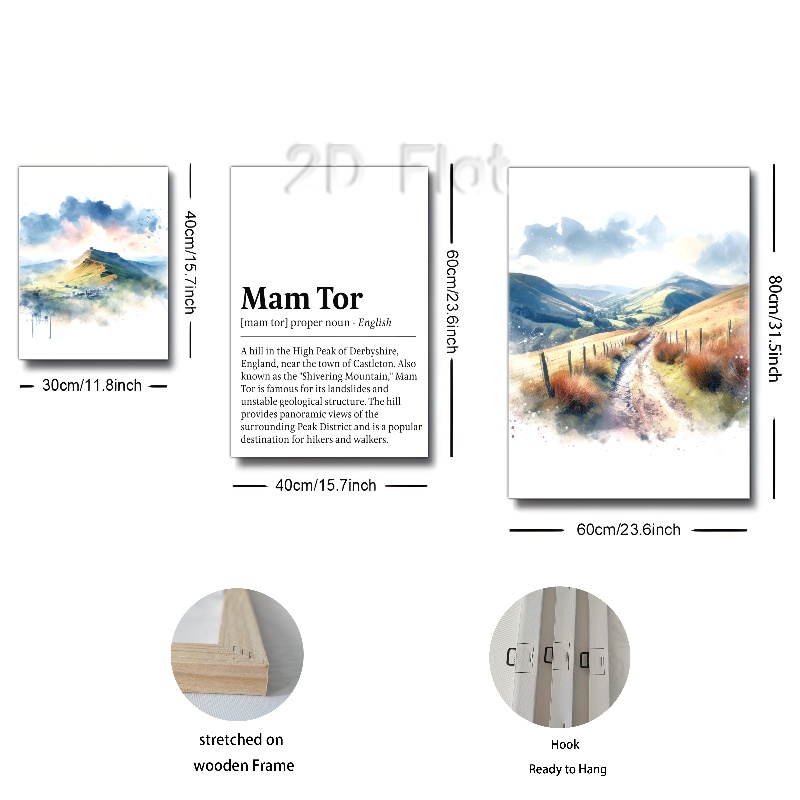 2D Flat
40cm/15.7inch
30cm/11.8inch
Mam Tor
[mam tor] proper noun - English
A hill in the High Peak of Derbyshire,
England, near the town of Castleton. Also
known as the "Shivering Mountain," Mam
Tor is famous for its landslides and
unstable geological structure. The hill
provides panoramic views of the
surrounding Peak District and is a popular
destination for hikers and walkers.
60cm/23.6inch
40cm/15.7inch
80cm/31.5inch
60cm/23.6inch
stretched on
wooden Frame
Hook
Ready to Hang